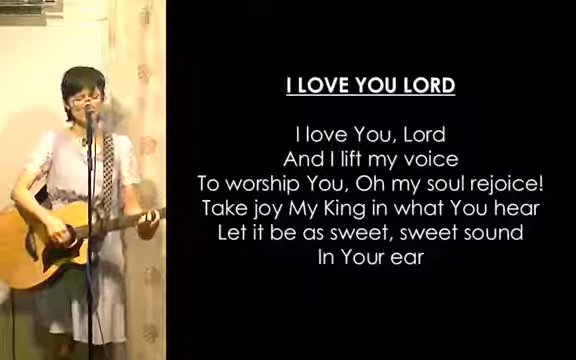 I LOVE YOU LORD
I love You, Lord
And I lift my voice
To worship You, Oh my soul rejoice!
Take joy My King in what You hear
Let it be as sweet, sweet sound
In Your ear